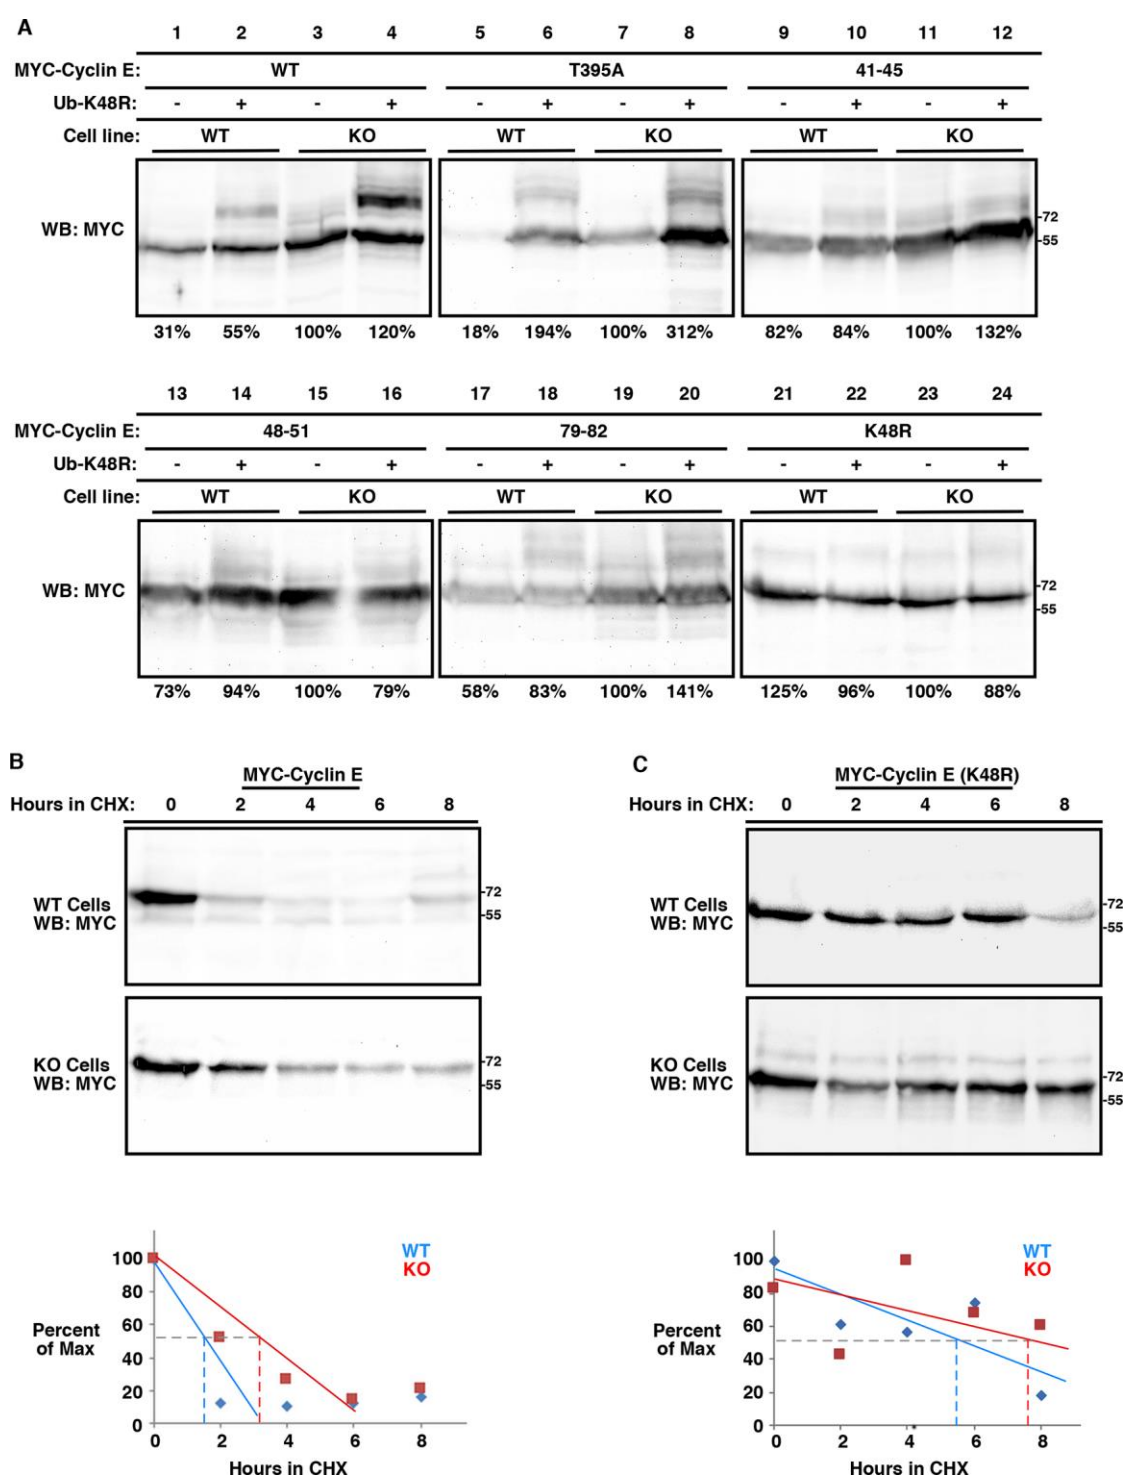 A
1 2 3 4 5 6 7 8 9 10 11 12
MYC-Cyclin E: WT T395A 41-45
Ub-K48R: - + - + - + - + - + - +
Cell line: WT KO WT KO WT KO
WB: MYC
-72
-55
31% 55% 100% 120% 18% 194% 100% 312% 82% 84% 100% 132%
13 14 15 16 17 18 19 20 21 22 23 24
MYC-Cyclin E: 48-51 79-82 K48R
Ub-K48R: - + - + - + - + - + - +
Cell line: WT KO WT KO WT KO
WB: MYC
-72
-55
73% 94% 100% 79% 58% 83% 100% 141% 125% 96% 100% 88%
B
MYC-Cyclin E
Hours in CHX: 0 2 4 6 8
WT Cells
WB: MYC
-72
-55
KO Cells
WB: MYC
-72
-55
WT
KO
Percent
of Max
100
80
60
40
20
0
0 2 4 6 8
Hours in CHX
C
MYC-Cyclin E (K48R)
Hours in CHX: 0 2 4 6 8
WT Cells
WB: MYC
-72
-55
KO Cells
WB: MYC
-72
-55
WT
KO
Percent
of Max
100
80
60
40
20
0
0 2 4 6 8
Hours in CHX